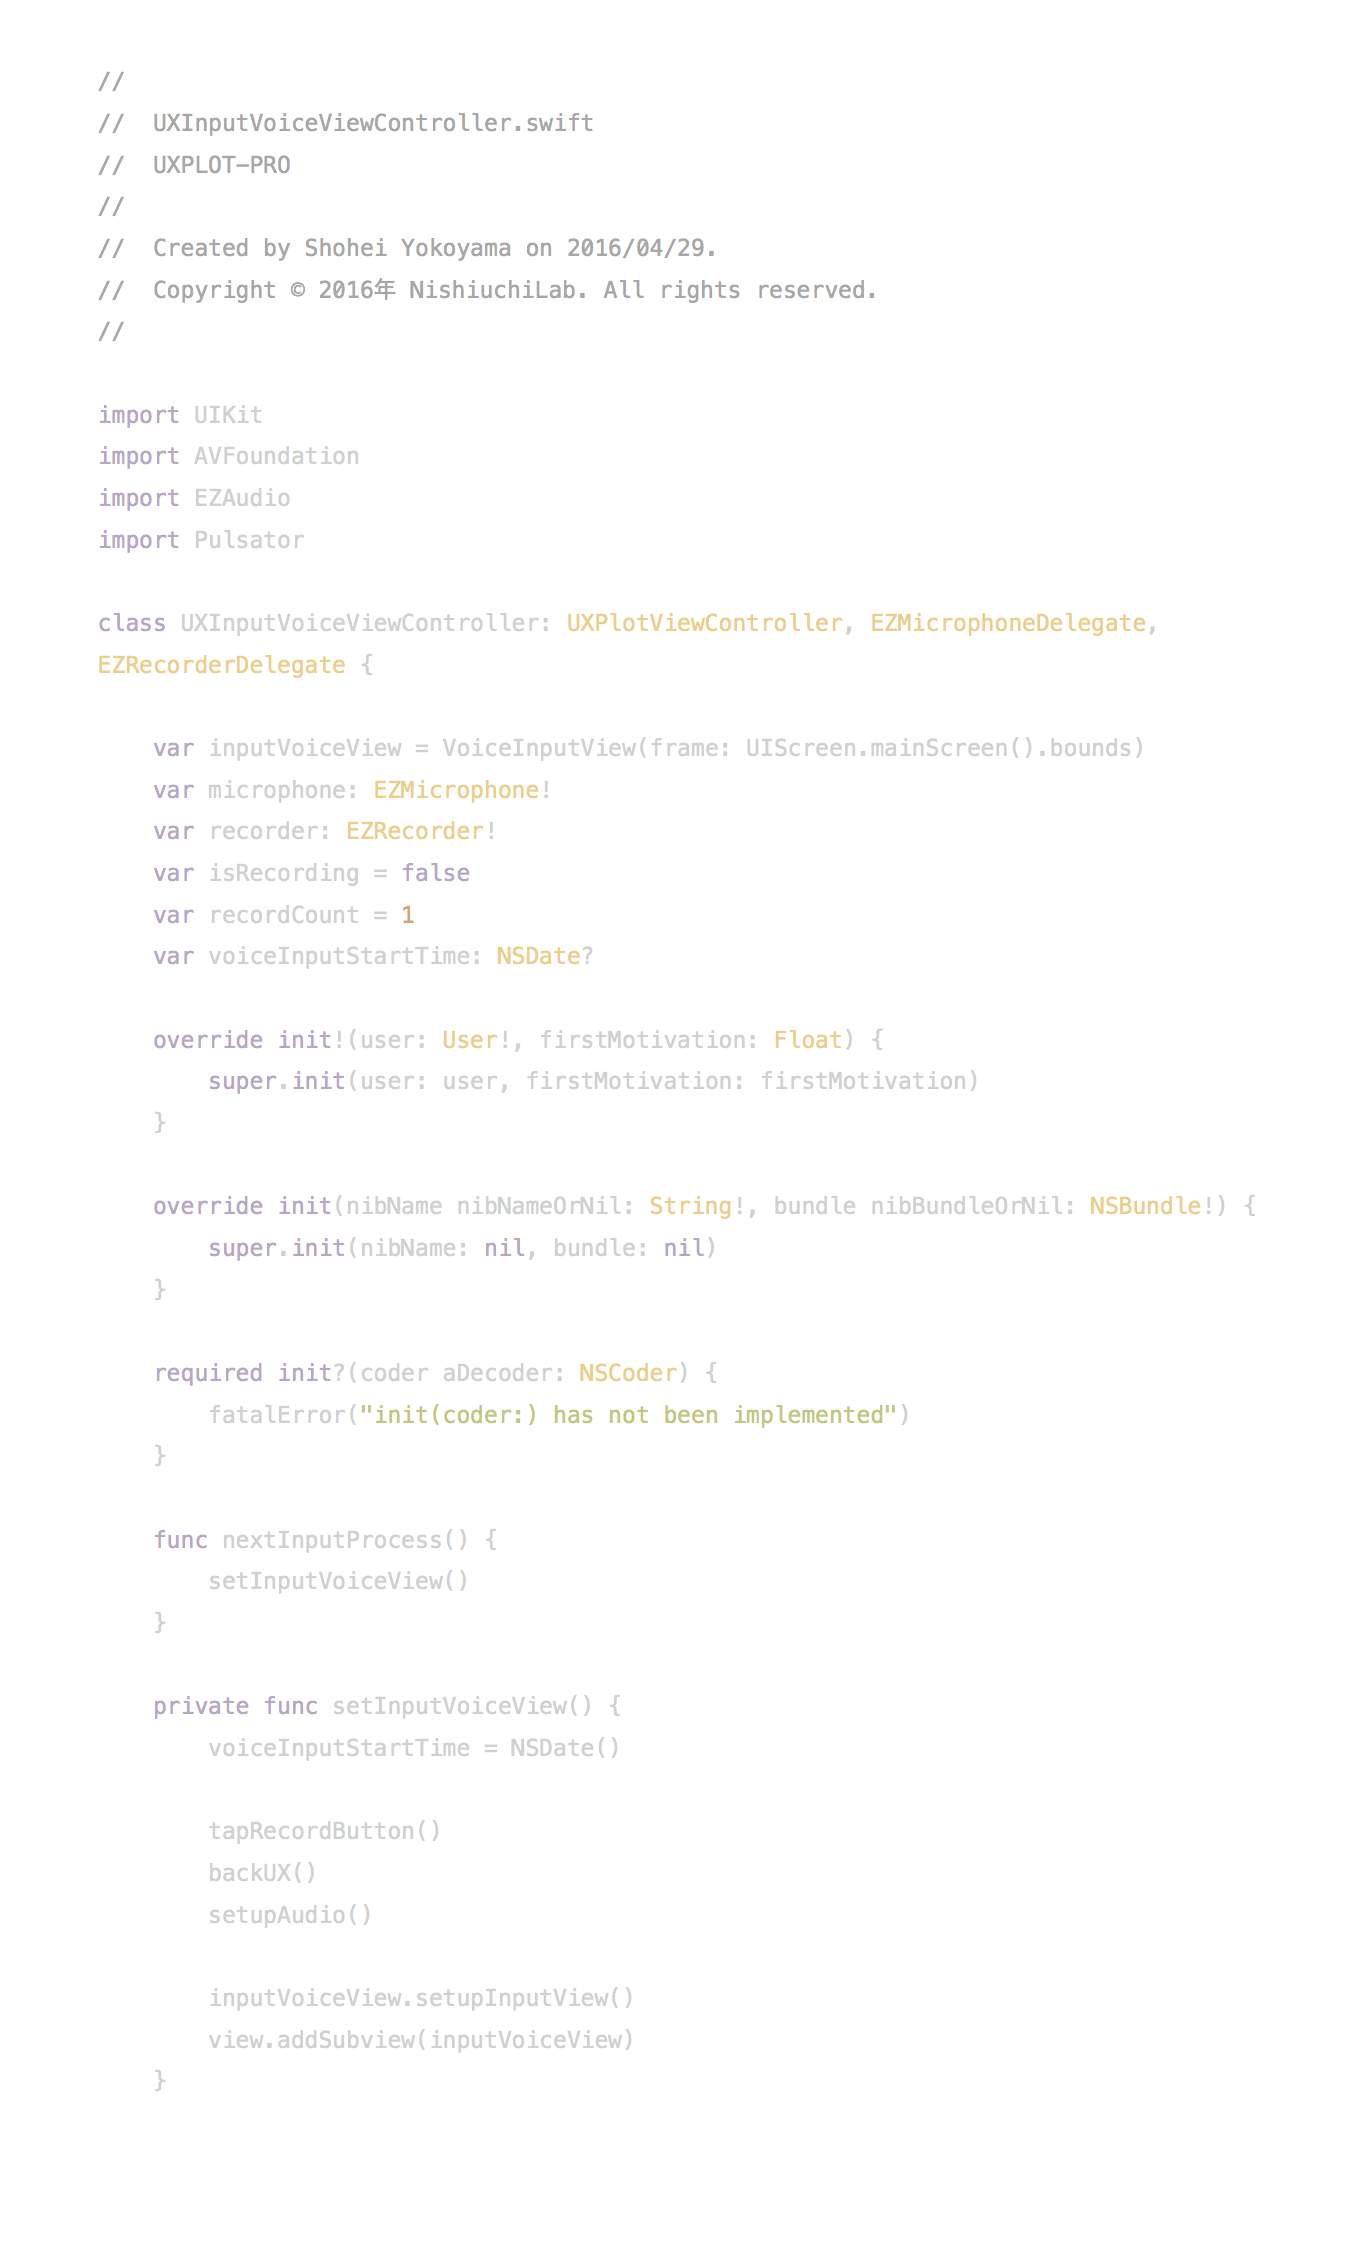 //
//  UXInputVoiceViewController.swift
//  UXPLOT-PRO
//
//  Created by Shohei Yokoyama on 2016/04/29.
//  Copyright © 2016年 NishiuchiLab. All rights reserved.
//

import UIKit
import AVFoundation
import EZAudio
import Pulsator

class UXInputVoiceViewController: UXPlotViewController, EZMicrophoneDelegate,
EZRecorderDelegate {

    var inputVoiceView = VoiceInputView(frame: UIScreen.mainScreen().bounds)
    var microphone: EZMicrophone!
    var recorder: EZRecorder!
    var isRecording = false
    var recordCount = 1
    var voiceInputStartTime: NSDate?

    override init!(user: User!, firstMotivation: Float) {
        super.init(user: user, firstMotivation: firstMotivation)
    }

    override init(nibName nibNameOrNil: String!, bundle nibBundleOrNil: NSBundle!) {
        super.init(nibName: nil, bundle: nil)
    }

    required init?(coder aDecoder: NSCoder) {
        fatalError("init(coder:) has not been implemented")
    }

    func nextInputProcess() {
        setInputVoiceView()
    }

    private func setInputVoiceView() {
        voiceInputStartTime = NSDate()

        tapRecordButton()
        backUX()
        setupAudio()

        inputVoiceView.setupInputView()
        view.addSubview(inputVoiceView)
    }